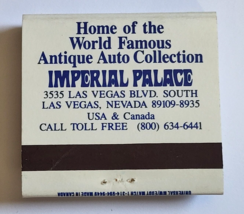 Home of the
World Famous
Antique Auto Collection
IMPERIAL PALACE
3535 LAS VEGAS BLVD. SOUTH
LAS VEGAS, NEVADA 89109-8935
USA & Canada
CALL TOLL FREE (800) 634-6441